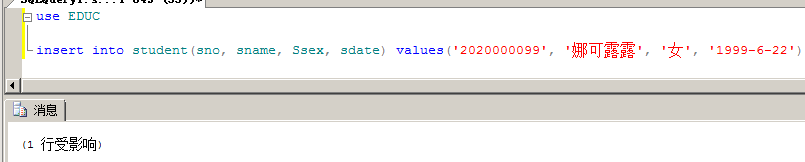 use EDUC
insert into student(sno, sname, Ssex, sdate) values('2020000099', '娜可露露', '女', '1999-6-22')
消息
(1 行受影响)